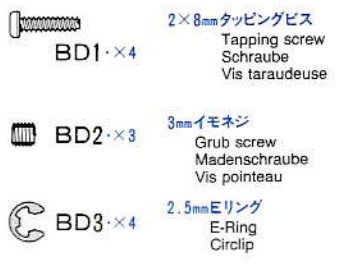 2×8mmタッピングビス
BD1·×4
Tapping screw
Schraube
Vis taraudeuse
3mmイモネジ
BD2·×3
Grub screw
Madenschraube
Vis pointeau
2.5mmEリング
BD3·×4
E-Ring
Circlip